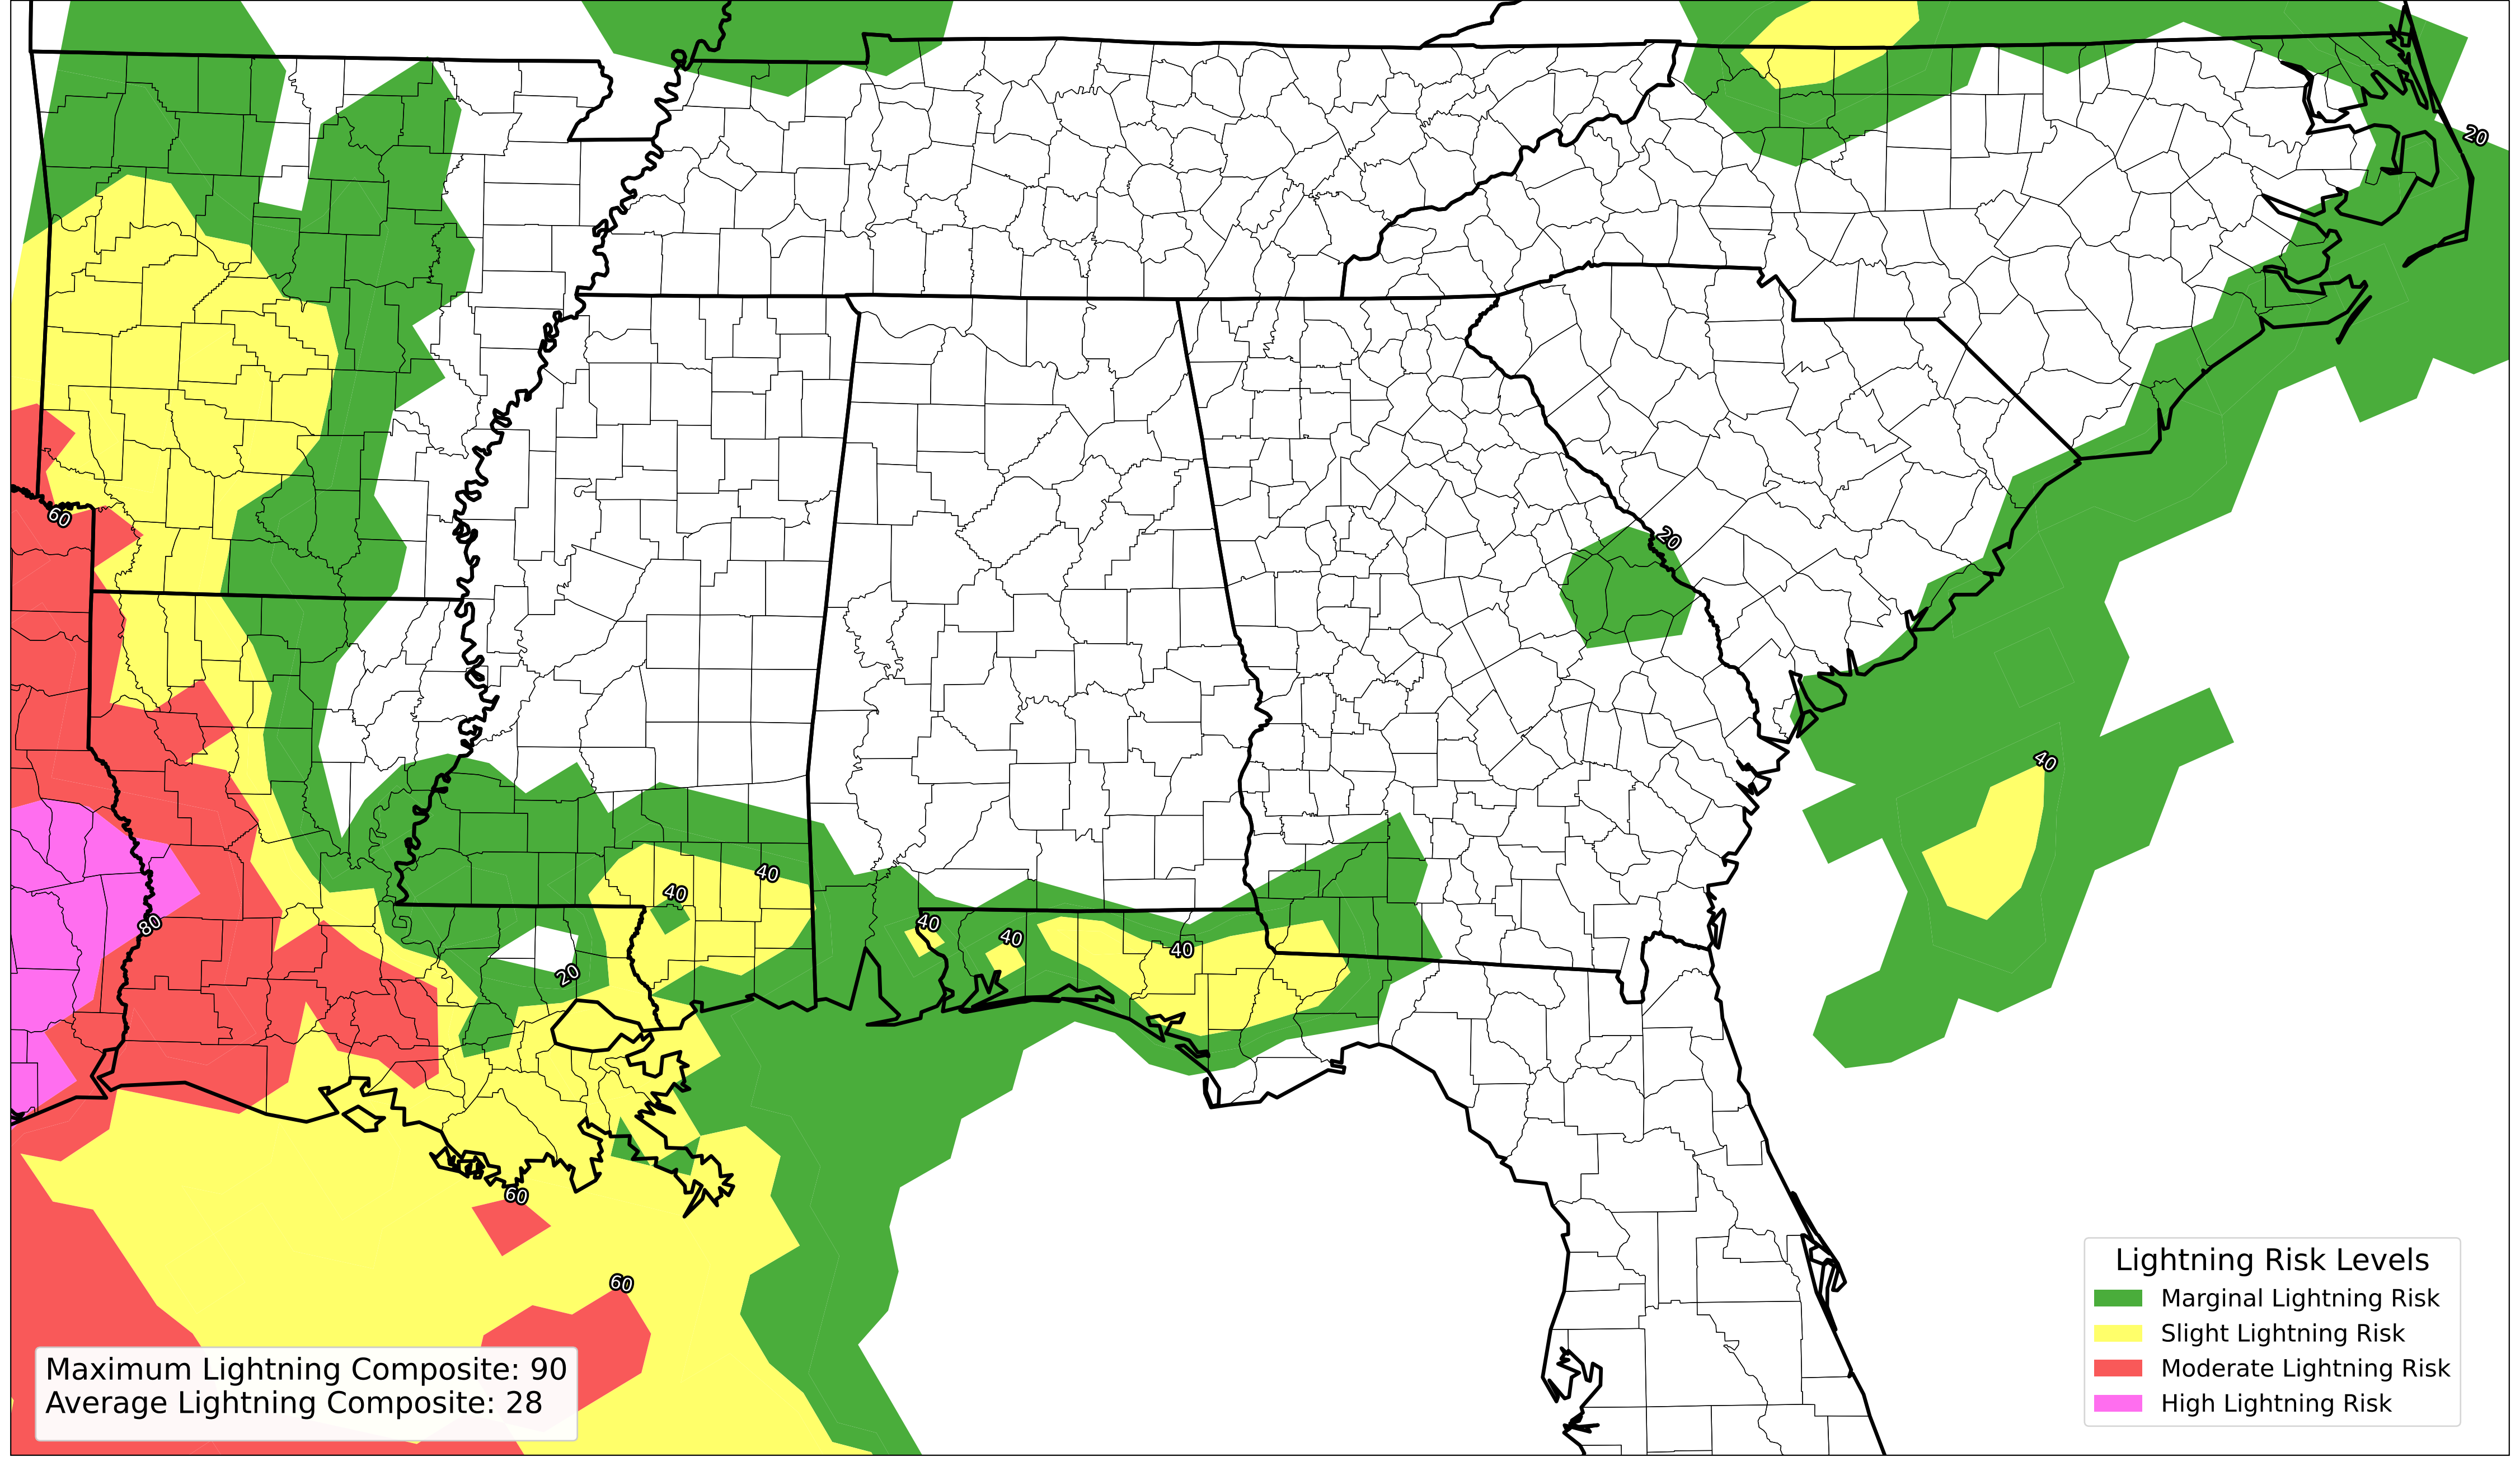 20
20
60
40
40
40
80
40
40
40
20
60
60
Lightning Risk Levels
Marginal Lightning Risk
Slight Lightning Risk
Moderate Lightning Risk
High Lightning Risk
Maximum Lightning Composite: 90
Average Lightning Composite: 28